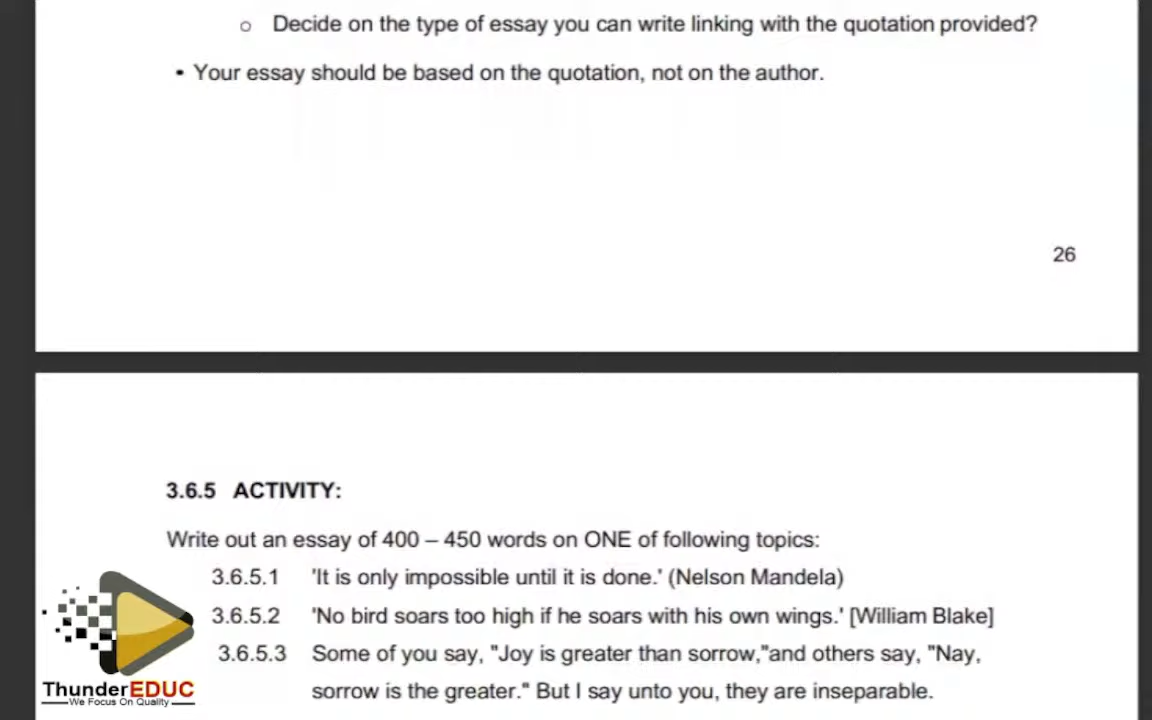 o Decide on the type of essay you can write linking with the quotation provided?
• Your essay should be based on the quotation, not on the author.
26
3.6.5 ACTIVITY:
Write out an essay of 400 – 450 words on ONE of following topics:
3.6.5.1 'It is only impossible until it is done.' (Nelson Mandela)
3.6.5.2 'No bird soars too high if he soars with his own wings.' [William Blake]
3.6.5.3 Some of you say, "Joy is greater than sorrow,"and others say, "Nay,
sorrow is the greater." But I say unto you, they are inseparable.
ThunderEDUC
We Focus On Quality